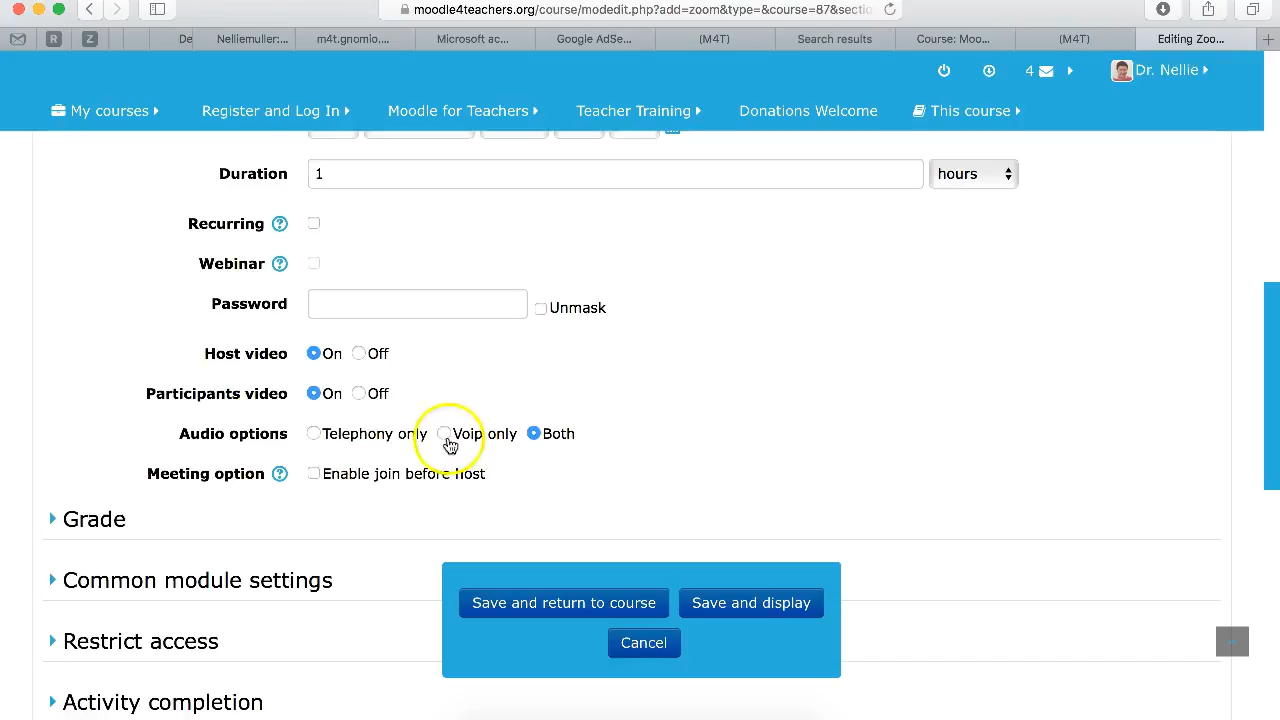 moodle4teachers.org/course/modedit.php?add=zoom&type=&course=87&secti
R
Z
De
Nelliemuller:...
m4t.gnomio,
Microsoft ac...
Google AdSe...
(M4T)
Search results
Course: Moo...
(M4T)
Editing Zoo...
4
Dr. Nellie
My courses
Register and Log In
Moodle for Teachers
Teacher Training
Donations Welcome
This course
Duration
1
hours
Recurring
Webinar
Password
Unmask
Host video
On
Off
Participants video
On
Off
Audio options
Telephony only
Voip only
Both
Meeting option
Enable join before host
Grade
Common module settings
Save and return to course
Save and display
Restrict access
Cancel
Activity completion